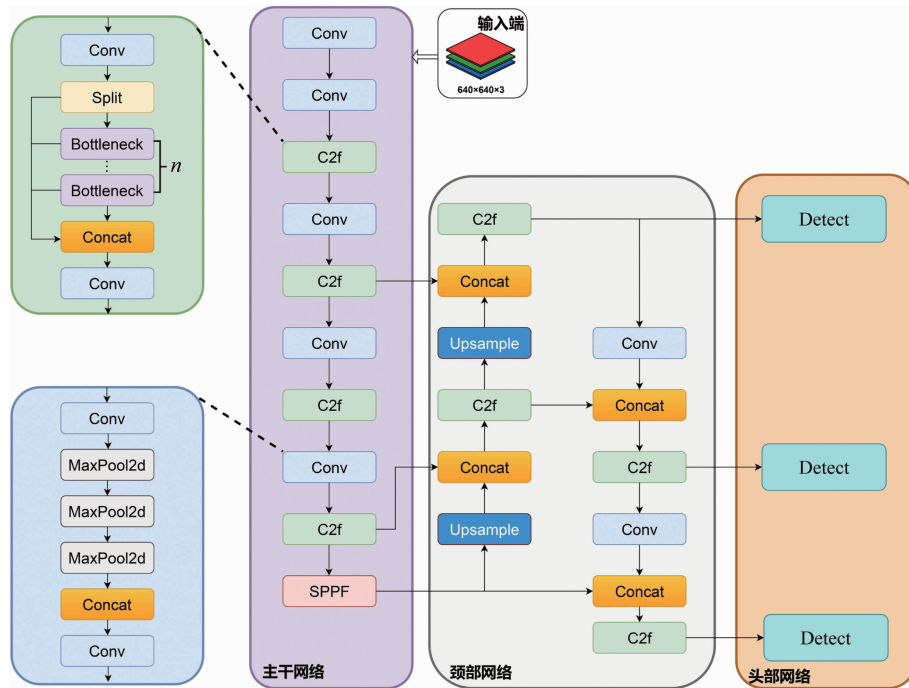 Conv
Split
Bottleneck
⋮
Bottleneck
n
Concat
Conv
Conv
MaxPool2d
MaxPool2d
MaxPool2d
Concat
Conv
Conv
Conv
C2f
Conv
C2f
Conv
C2f
Conv
C2f
SPPF
主干网络
输入端
640×640×3
C2f
Concat
Upsample
C2f
Concat
Upsample
Conv
Concat
C2f
Conv
Concat
C2f
颈部网络
Detect
Detect
Detect
头部网络